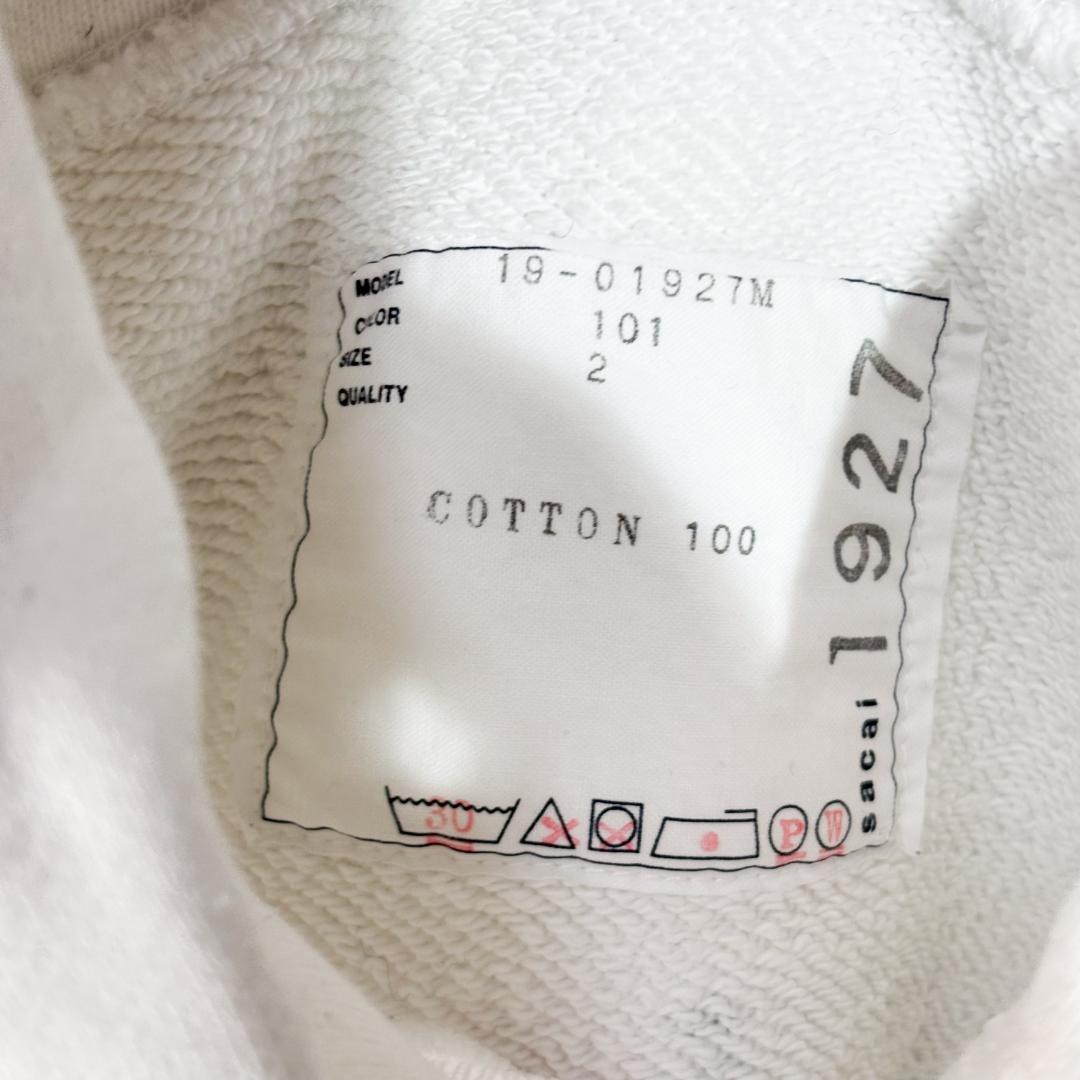 MODEL 19-01927M
COLOR 101
SIZE 2
QUALITY
COTTON 100
30
P W
sacai 1927